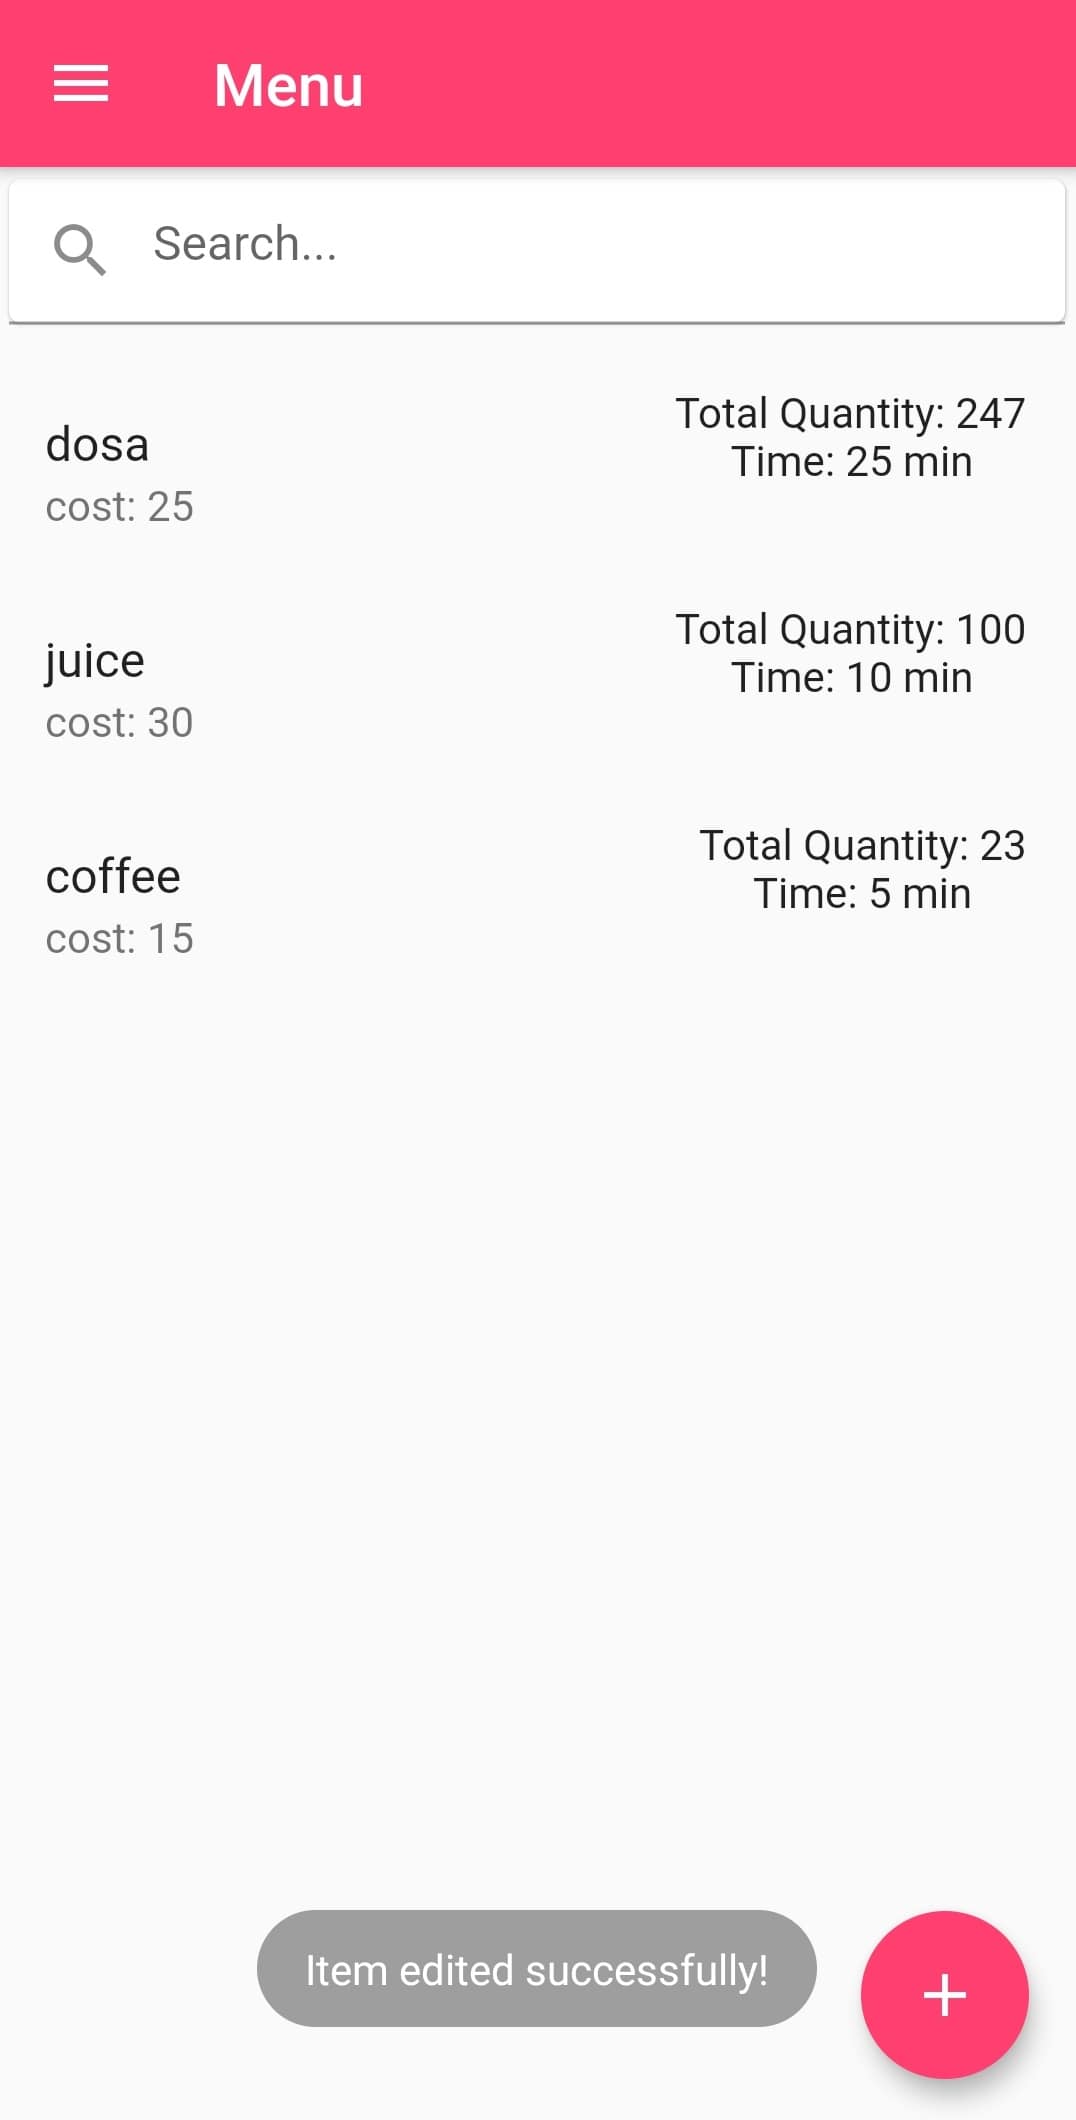 Menu
Search...
dosa
cost: 25
Total Quantity: 247
Time: 25 min
juice
cost: 30
Total Quantity: 100
Time: 10 min
coffee
cost: 15
Total Quantity: 23
Time: 5 min
Item edited successfully!